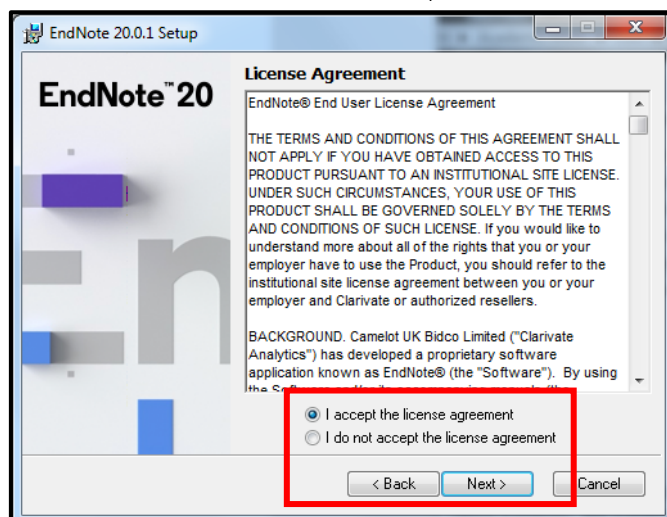 EndNote 20.0.1 Setup
EndNote™20
License Agreement
EndNote® End User License Agreement
THE TERMS AND CONDITIONS OF THIS AGREEMENT SHALL
NOT APPLY IF YOU HAVE OBTAINED ACCESS TO THIS
PRODUCT PURSUANT TO AN INSTITUTIONAL SITE LICENSE.
UNDER SUCH CIRCUMSTANCES, YOUR USE OF THIS
PRODUCT SHALL BE GOVERNED SOLELY BY THE TERMS
AND CONDITIONS OF SUCH LICENSE. If you would like to
understand more about all of the rights that you or your
employer have to use the Product, you should refer to the
institutional site license agreement between you or your
employer and Clarivate or authorized resellers.
BACKGROUND. Camelot UK Bidco Limited ("Clarivate
Analytics") has developed a proprietary software
application known as EndNote® (the "Software"). By using
I accept the license agreement
I do not accept the license agreement
< Back
Next >
Cancel